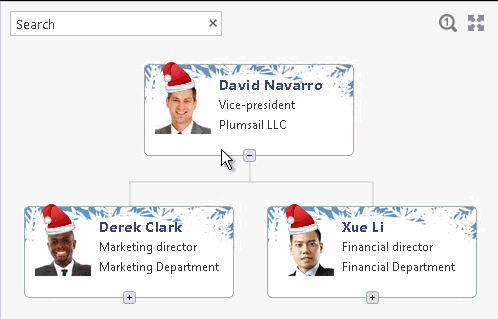 Search
David Navarro
Vice-president
Plumsail LLC
Derek Clark
Marketing director
Marketing Department
Xue Li
Financial director
Financial Department